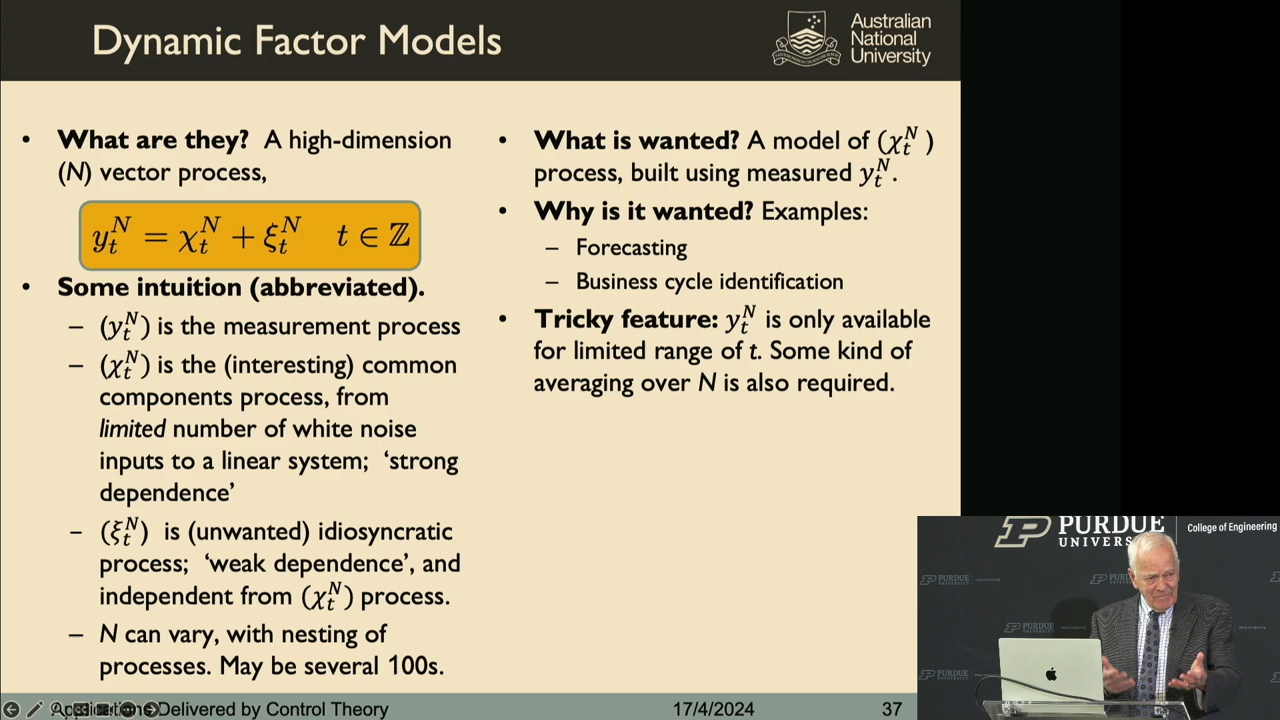 Dynamic Factor Models
Australian
National
University
• What are they? A high-dimension
(N) vector process,
y_t^N = χ_t^N + ξ_t^N   t ∈ ℤ
• Some intuition (abbreviated).
– (y_t^N) is the measurement process
– (χ_t^N) is the (interesting) common
components process, from
limited number of white noise
inputs to a linear system; ‘strong
dependence’
– (ξ_t^N) is (unwanted) idiosyncratic
process; ‘weak dependence’, and
independent from (χ_t^N) process.
– N can vary, with nesting of
processes. May be several 100s.
• What is wanted? A model of (χ_t^N)
process, built using measured y_t^N.
• Why is it wanted? Examples:
– Forecasting
– Business cycle identification
• Tricky feature: y_t^N is only available
for limited range of t. Some kind of
averaging over N is also required.
Applications Delivered by Control Theory
17/4/2024
37
PURDUE
UNIVERSITY
College of Engineering
PURDUE
PURDUE
PURDUE
PURDUE